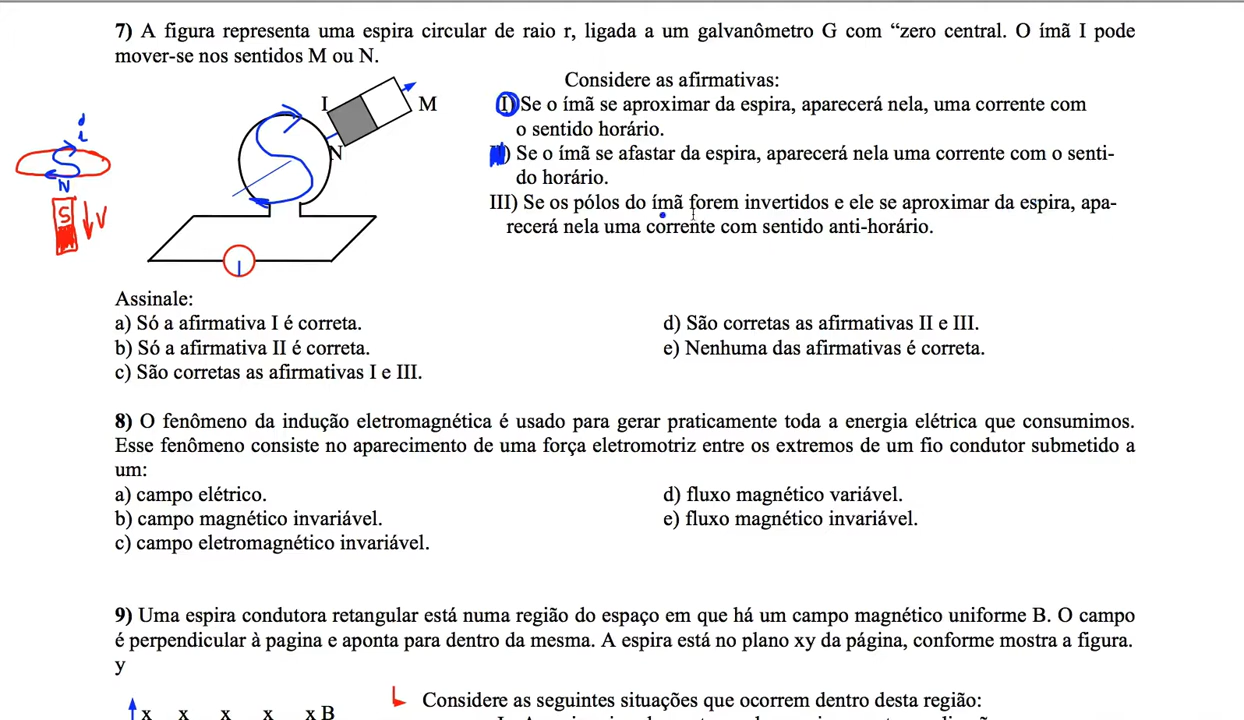 7) A figura representa uma espira circular de raio r, ligada a um galvanômetro G com “zero central. O ímã I pode
mover-se nos sentidos M ou N.
Considere as afirmativas:
I) Se o ímã se aproximar da espira, aparecerá nela, uma corrente com
o sentido horário.
) Se o ímã se afastar da espira, aparecerá nela uma corrente com o senti-
do horário.
III) Se os pólos do ímã forem invertidos e ele se aproximar da espira, apa-
recerá nela uma corrente com sentido anti-horário.
I
M
N
i
N
S
V
Assinale:
a) Só a afirmativa I é correta.
b) Só a afirmativa II é correta.
c) São corretas as afirmativas I e III.
d) São corretas as afirmativas II e III.
e) Nenhuma das afirmativas é correta.
8) O fenômeno da indução eletromagnética é usado para gerar praticamente toda a energia elétrica que consumimos.
Esse fenômeno consiste no aparecimento de uma força eletromotriz entre os extremos de um fio condutor submetido a
um:
a) campo elétrico.
b) campo magnético invariável.
c) campo eletromagnético invariável.
d) fluxo magnético variável.
e) fluxo magnético invariável.
9) Uma espira condutora retangular está numa região do espaço em que há um campo magnético uniforme B. O campo
é perpendicular à pagina e aponta para dentro da mesma. A espira está no plano xy da página, conforme mostra a figura.
y
x x x x x B
Considere as seguintes situações que ocorrem dentro desta região: